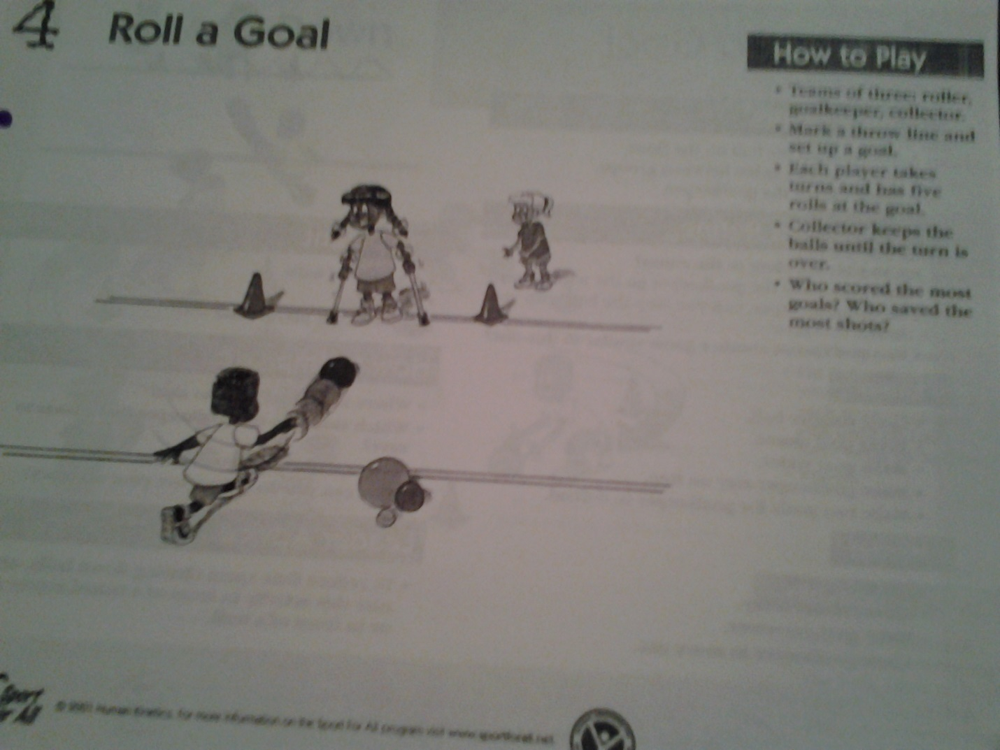 4 Roll a Goal
How to Play
• Teams of three: roller,
goalkeeper, collector.
• Mark a throw line and
set up a goal.
• Each player takes
turns and has five
rolls at the goal.
• Collector keeps the
balls until the turn is
over.
• Who scored the most
goals? Who saved the
most shots?
Sport
for All
Human Kinetics. For more information on the Sport For All program visit www.sportforall.net.